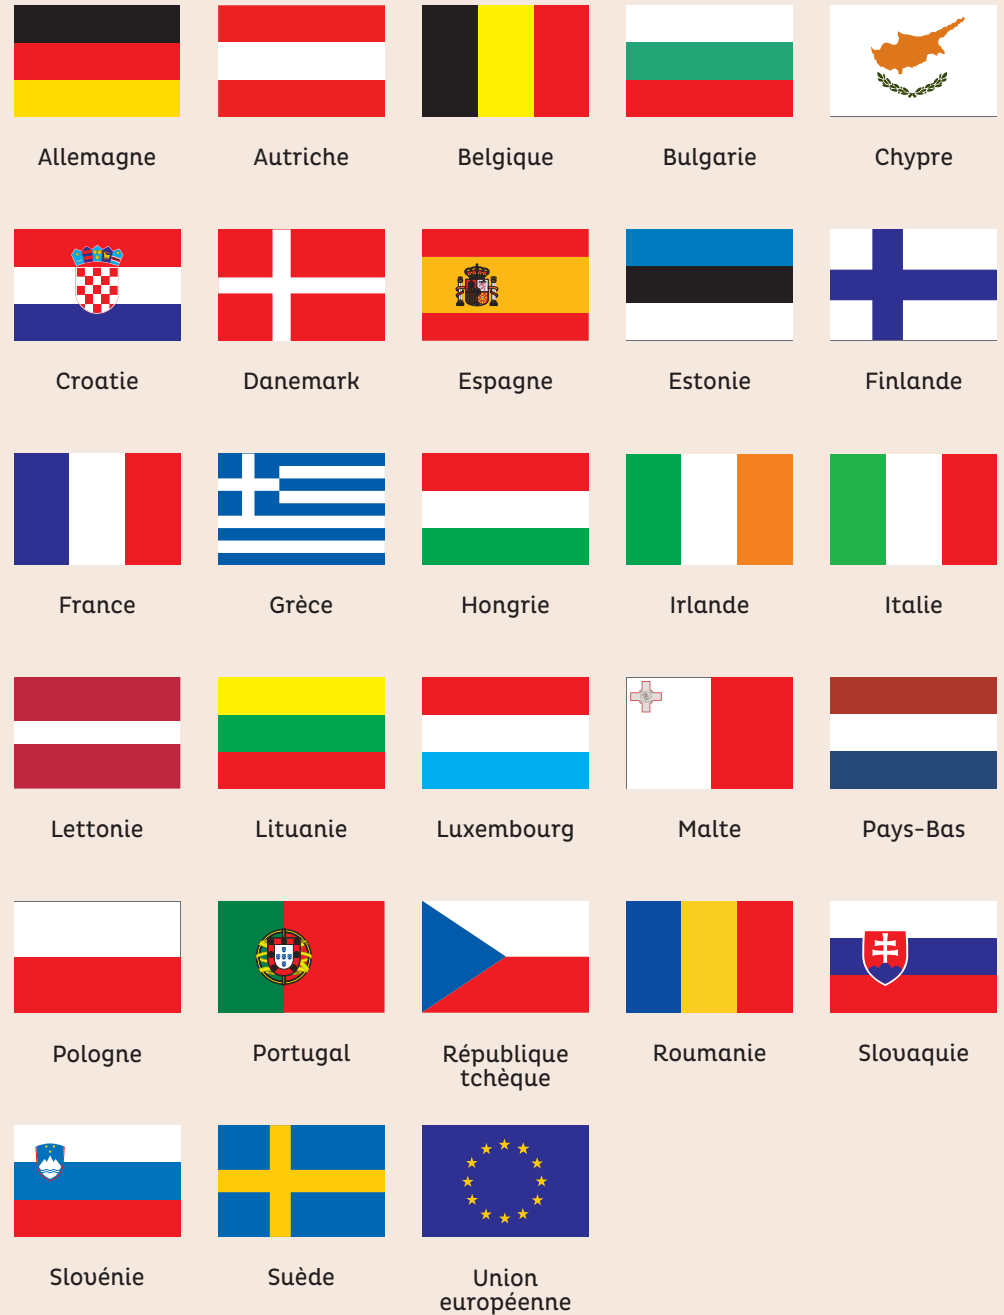 Allemagne
Autriche
Belgique
Bulgarie
Chypre
Croatie
Danemark
Espagne
Estonie
Finlande
France
Grèce
Hongrie
Irlande
Italie
Lettonie
Lituanie
Luxembourg
Malte
Pays-Bas
Pologne
Portugal
République
tchèque
Roumanie
Slovaquie
Slovénie
Suède
Union
européenne